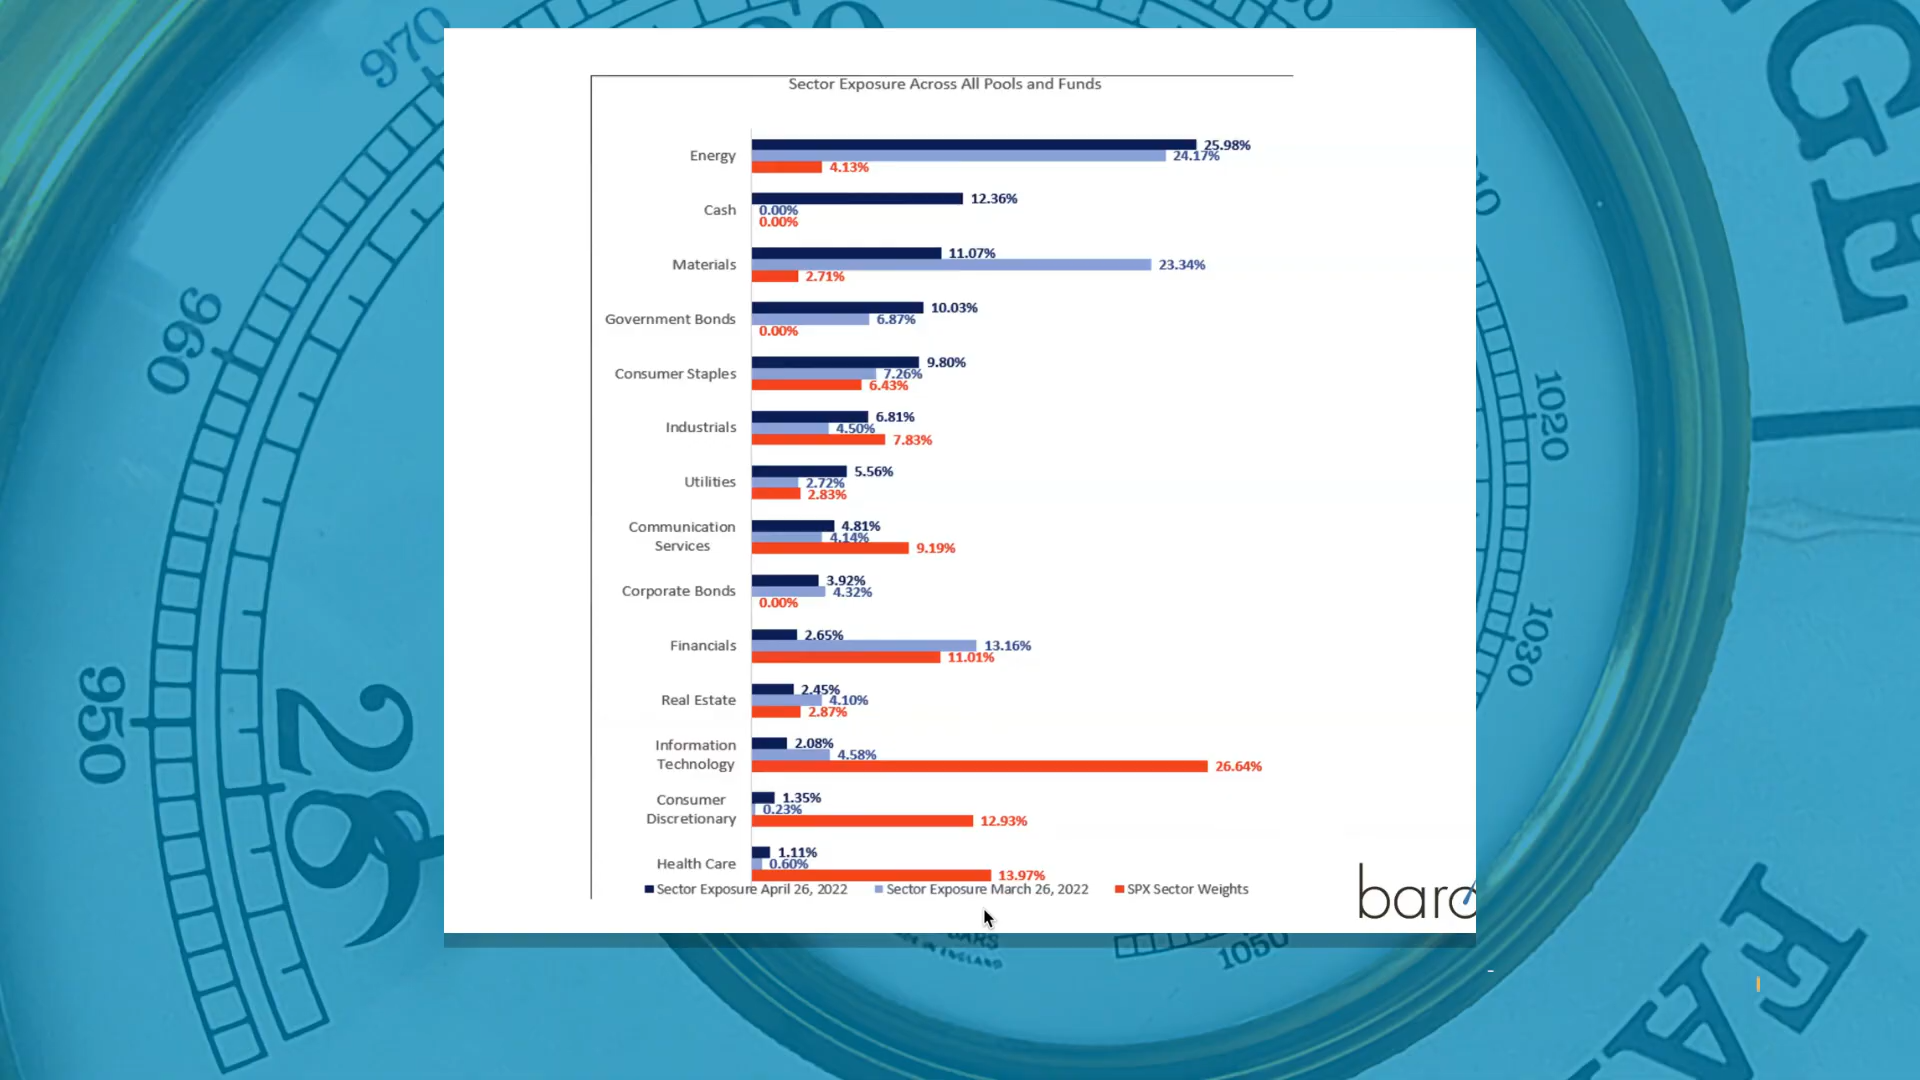 Sector Exposure Across All Pools and Funds
Energy
25.98%
24.17%
4.13%
Cash
12.36%
0.00%
0.00%
Materials
11.07%
23.34%
2.71%
Government Bonds
10.03%
6.87%
0.00%
Consumer Staples
9.80%
7.26%
6.43%
Industrials
6.81%
4.50%
7.83%
Utilities
5.56%
2.72%
2.83%
Communication
Services
4.81%
4.14%
9.19%
Corporate Bonds
3.92%
4.32%
0.00%
Financials
2.65%
13.16%
11.01%
Real Estate
2.45%
4.10%
2.87%
Information
Technology
2.08%
4.58%
26.64%
Consumer
Discretionary
1.35%
0.23%
12.93%
Health Care
1.11%
0.60%
13.97%
Sector Exposure April 26, 2022
Sector Exposure March 26, 2022
SPX Sector Weights
970
960
950
28
1020
1030
1050
NGLAND
FA